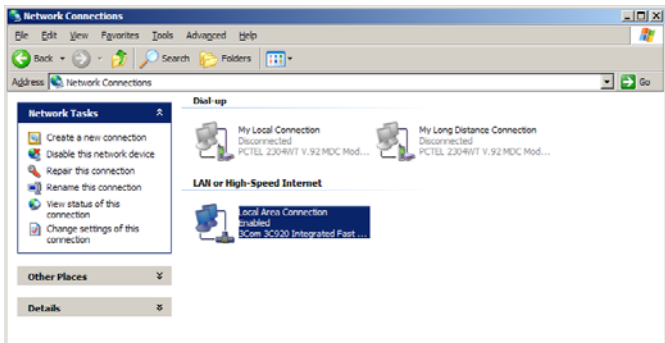 Network Connections
File Edit View Favorites Tools Advanced Help
Back Search Folders
Address Network Connections Go
Network Tasks
Create a new connection
Disable this network device
Repair this connection
Rename this connection
View status of this
connection
Change settings of this
connection
Other Places
Details
Dial-up
My Local Connection
Disconnected
PCTEL 2304WT V.92 MDC Mod...
My Long Distance Connection
Disconnected
PCTEL 2304WT V.92 MDC Mod...
LAN or High-Speed Internet
Local Area Connection
Enabled
3Com 3C920 Integrated Fast ...